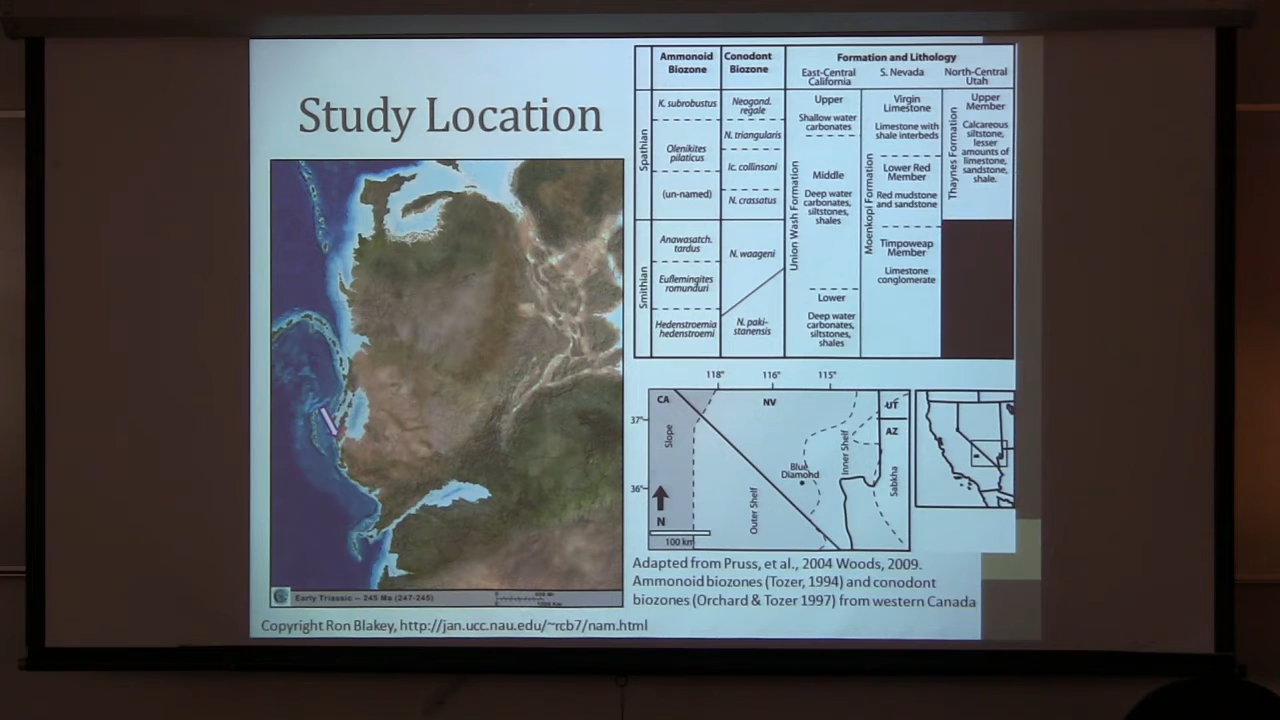 Study Location
Early Triassic – 245 Ma (247-245)
Copyright Ron Blakey, http://jan.ucc.nau.edu/~rcb7/nam.html
Ammonoid
Biozone
Conodont
Biozone
Formation and Lithology
East-Central
California
S. Nevada
North-Central
Utah
Spathian
K. subrobustus
Olenikites
pilaticus
(un-named)
Smithian
Anawasatch.
tardus
Euflemingites
romunduri
Hedenstroemia
hedenstroemi
Neogond.
regale
N. triangularis
Ic. collinsoni
N. crassatus
N. waageni
N. paki-
stanensis
Union Wash Formation
Upper
Shallow water
carbonates
Middle
Deep water
carbonates,
siltstones,
shales
Lower
Deep water
carbonates,
siltstones,
shales
Moenkopi Formation
Virgin
Limestone
Limestone with
shale interbeds
Lower Red
Member
Red mudstone
and sandstone
Timpoweap
Member
Limestone
conglomerate
Thaynes Formation
Upper
Member
Calcareous
siltstone,
lesser
amounts of
limestone,
sandstone,
shale.
118° 116° 115°
37°
36°
CA
NV
UT
AZ
Slope
Outer Shelf
Blue
Diamond
Inner Shelf
Sabkha
N
100 km
Adapted from Pruss, et al., 2004 Woods, 2009.
Ammonoid biozones (Tozer, 1994) and conodont
biozones (Orchard & Tozer 1997) from western Canada